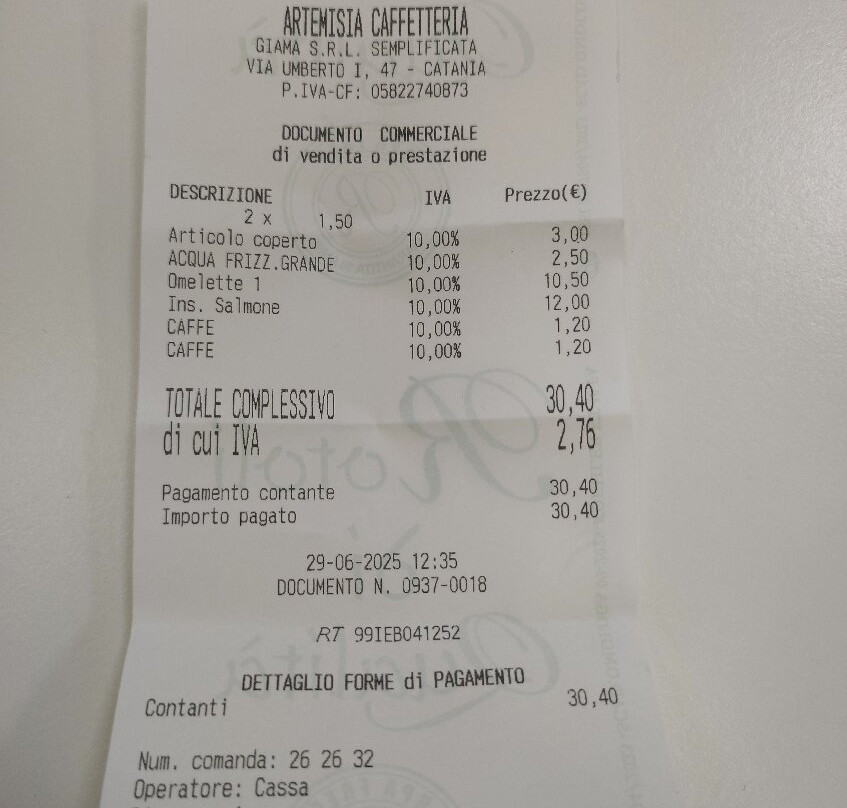 ARTEMISIA CAFFETTERIA
GIAMA S.R.L. SEMPLIFICATA
VIA UMBERTO I, 47 - CATANIA
P.IVA-CF: 05822740873
DOCUMENTO COMMERCIALE
di vendita o prestazione
DESCRIZIONE IVA Prezzo(€)
2 x 1,50
Articolo coperto 10,00% 3,00
ACQUA FRIZZ.GRANDE 10,00% 2,50
Omelette 1 10,00% 10,50
Ins. Salmone 10,00% 12,00
CAFFE 10,00% 1,20
CAFFE 10,00% 1,20
TOTALE COMPLESSIVO 30,40
di cui IVA 2,76
Pagamento contante 30,40
Importo pagato 30,40
29-06-2025 12:35
DOCUMENTO N. 0937-0018
RT 99IEB041252
DETTAGLIO FORME di PAGAMENTO
Contanti 30,40
Num. comanda: 26 26 32
Operatore: Cassa